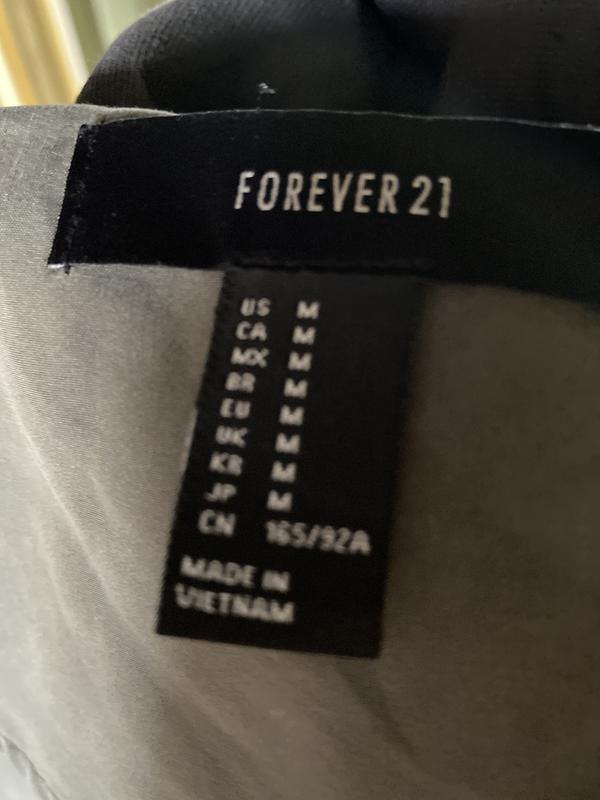 FOREVER 21
US M
CA M
MX M
BR M
EU M
UK M
KR M
JP M
CN 165/92A
MADE IN
VIETNAM